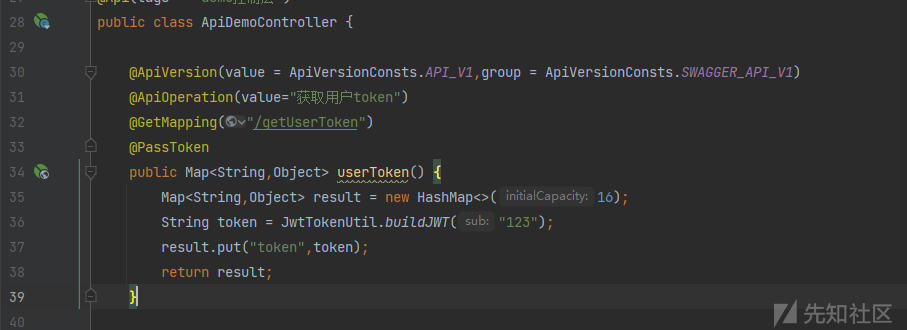 28 public class ApiDemoController {
29
30 @ApiVersion(value = ApiVersionConsts.API_V1,group = ApiVersionConsts.SWAGGER_API_V1)
31 @ApiOperation(value="获取用户token")
32 @GetMapping("/getUserToken")
33 @PassToken
34 public Map<String,Object> userToken() {
35 Map<String,Object> result = new HashMap<>( initialCapacity: 16);
36 String token = JwtTokenUtil.buildJWT( sub: "123");
37 result.put("token",token);
38 return result;
39 }
40
先知社区